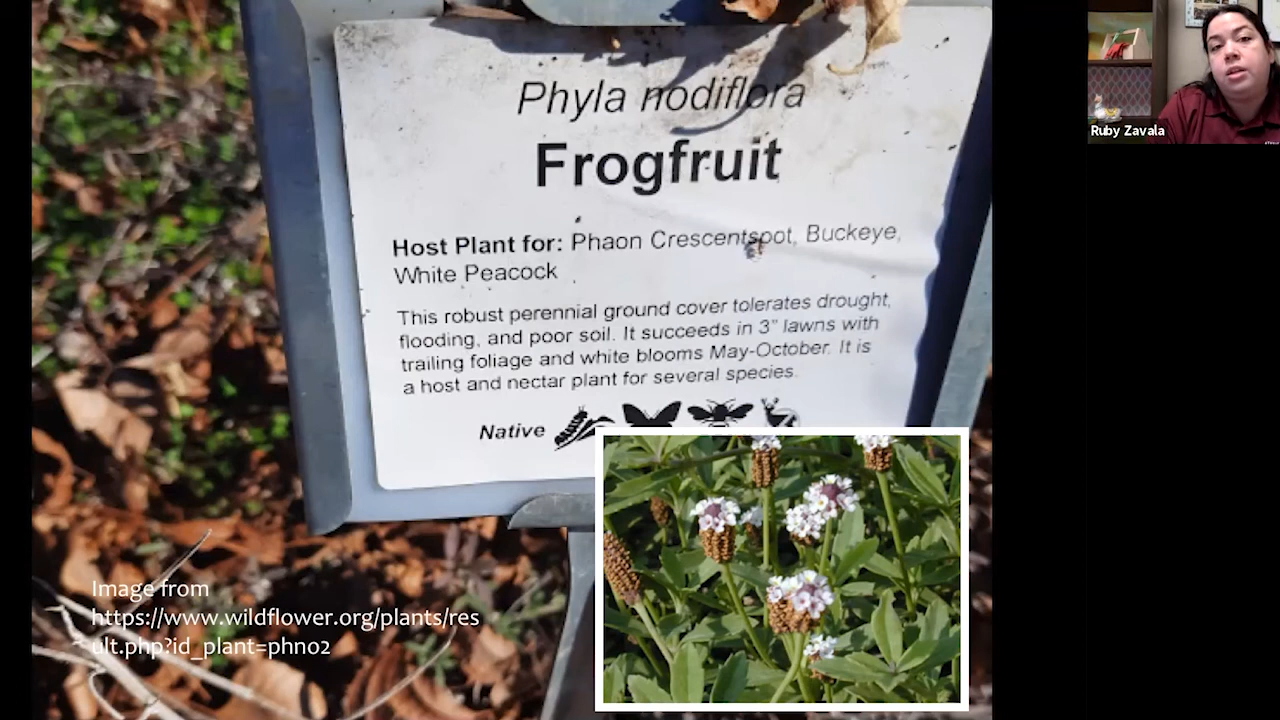 Phyla nodiflora
Frogfruit
Host Plant for: Phaon Crescentspot, Buckeye,
White Peacock
This robust perennial ground cover tolerates drought,
flooding, and poor soil. It succeeds in 3" lawns with
trailing foliage and white blooms May-October. It is
a host and nectar plant for several species.
Native
Image from
https://www.wildflower.org/plants/res
ult.php?id_plant=phno2
Ruby Zavala